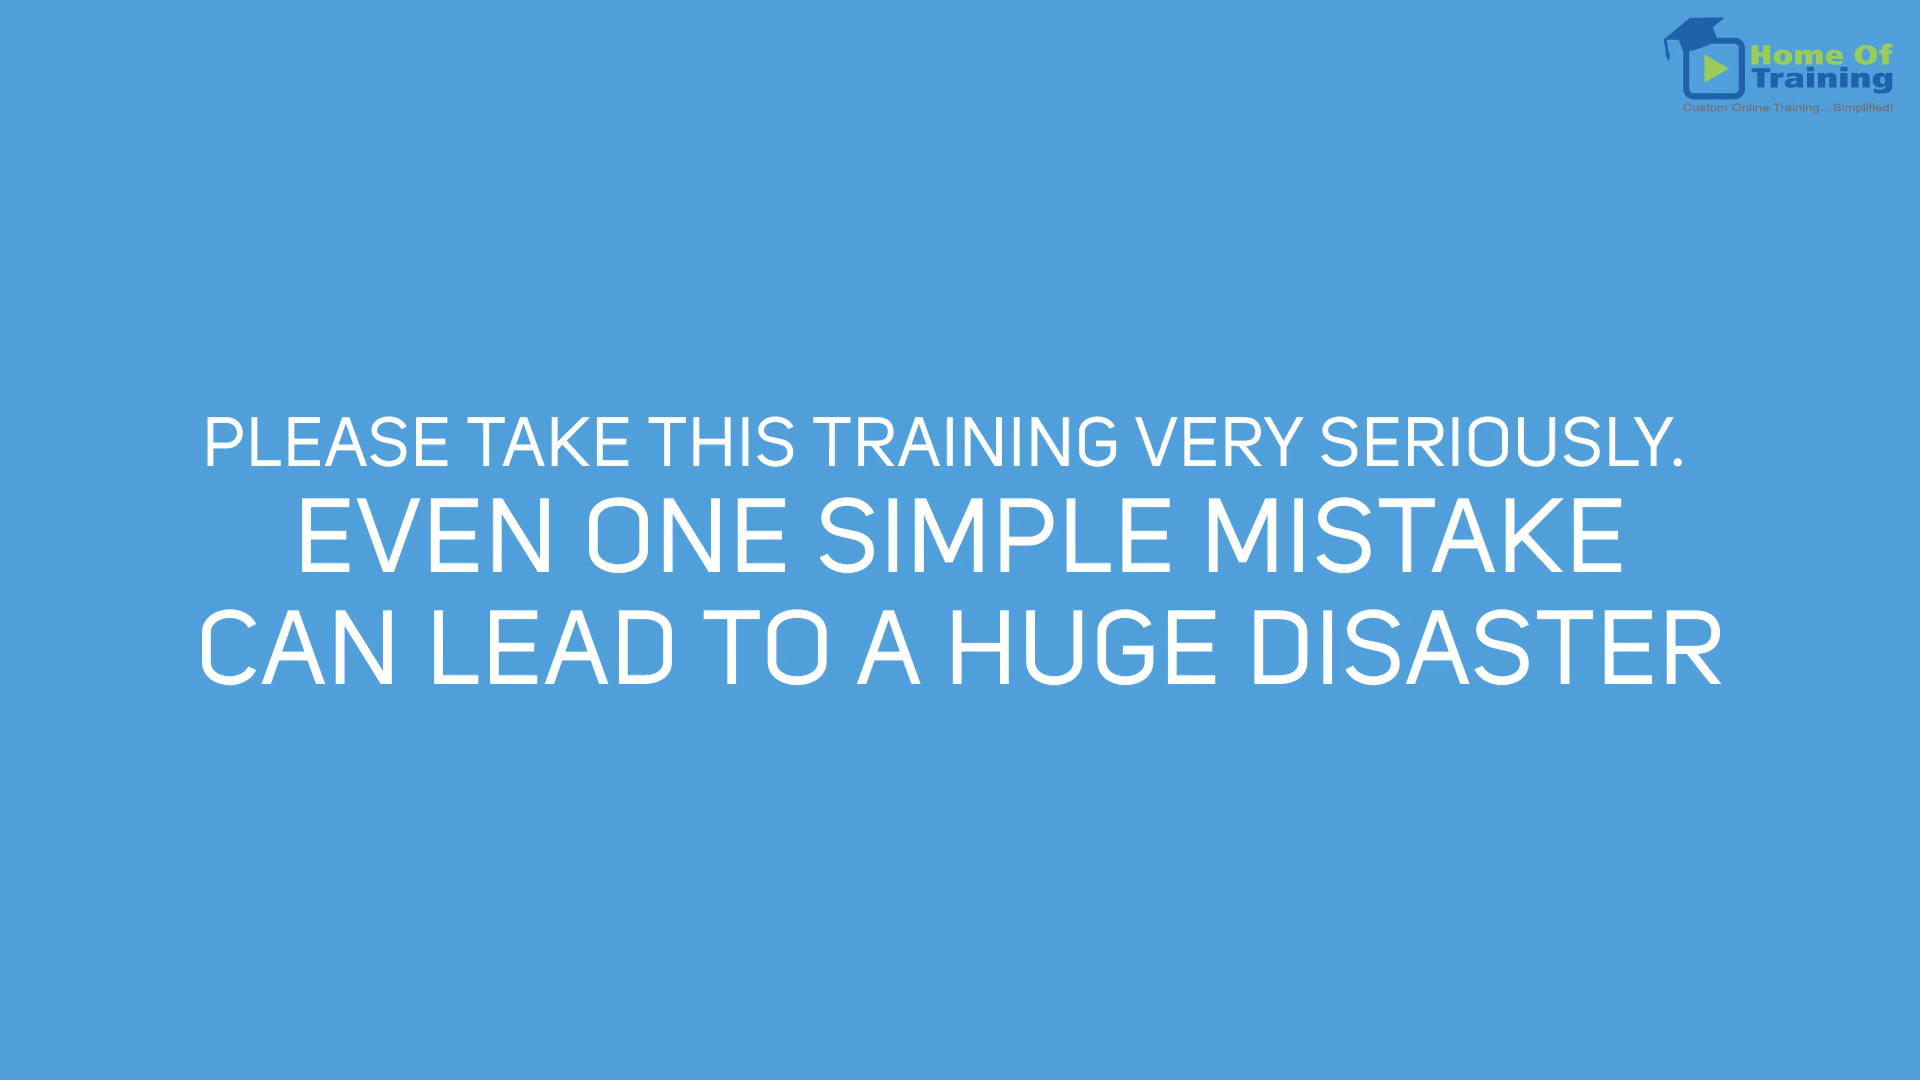 Home Of
Training
Custom Online Training...Simplified!
PLEASE TAKE THIS TRAINING VERY SERIOUSLY.
EVEN ONE SIMPLE MISTAKE
CAN LEAD TO A HUGE DISASTER